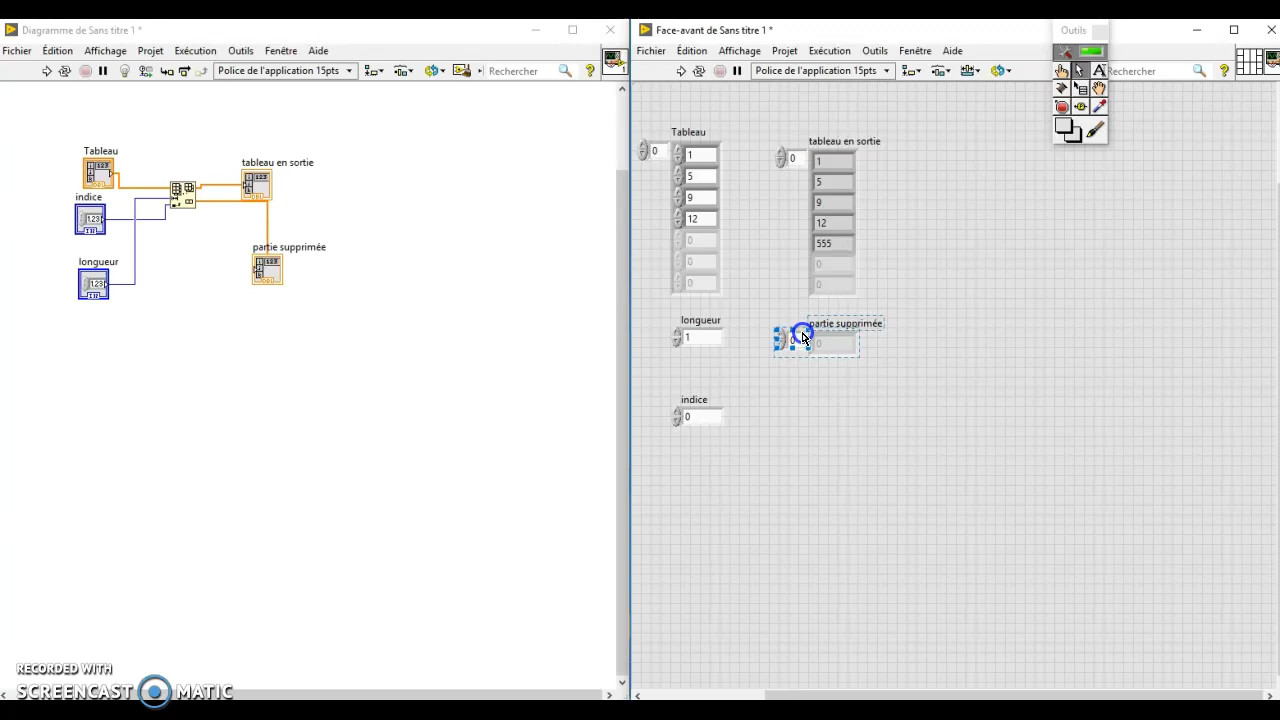 Diagramme de Sans titre 1 *
Fichier Édition Affichage Projet Exécution Outils Fenêtre Aide
Police de l'application 15pts
Rechercher
Tableau
tableau en sortie
indice
1.23
partie supprimée
longueur
1.23
Face-avant de Sans titre 1 *
Fichier Édition Affichage Projet Exécution Outils Fenêtre Aide
Police de l'application 15pts
Rechercher
Outils
Tableau
0
1
5
9
12
0
0
0
tableau en sortie
0
1
5
9
12
555
0
0
longueur
1
partie supprimée
0
0
indice
0
RECORDED WITH
SCREENCAST MATIC